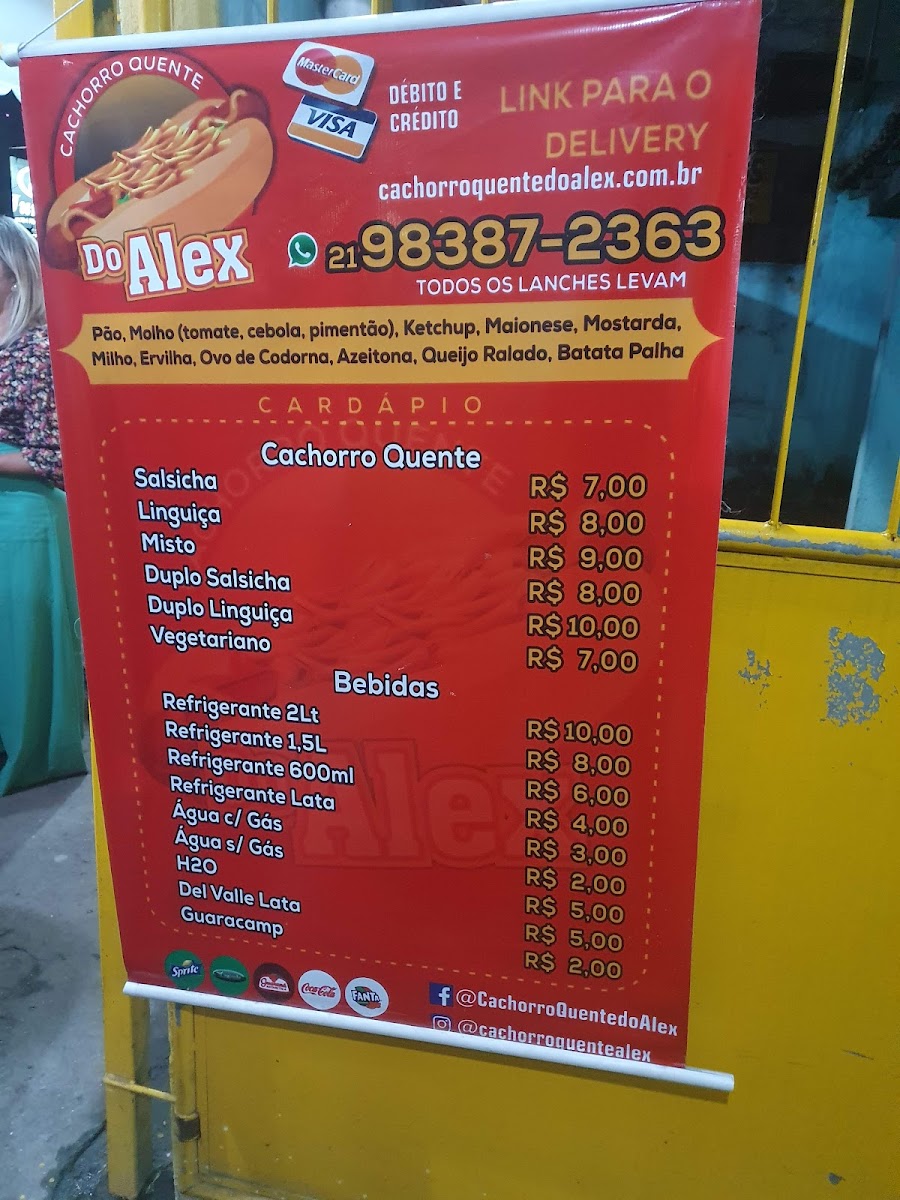 CACHORRO QUENTE
Do Alex
MasterCard
VISA
DÉBITO E
CRÉDITO
LINK PARA O
DELIVERY
cachorroquentedoalex.com.br
21 98387-2363
TODOS OS LANCHES LEVAM
Pão, Molho (tomate, cebola, pimentão), Ketchup, Maionese, Mostarda,
Milho, Ervilha, Ovo de Codorna, Azeitona, Queijo Ralado, Batata Palha
CARDÁPIO
Cachorro Quente
Salsicha R$ 7,00
Linguiça R$ 8,00
Misto R$ 9,00
Duplo Salsicha R$ 8,00
Duplo Linguiça R$ 10,00
Vegetariano R$ 7,00
Bebidas
Refrigerante 2Lt R$ 10,00
Refrigerante 1,5L R$ 8,00
Refrigerante 600ml R$ 6,00
Refrigerante Lata R$ 4,00
Água c/ Gás R$ 3,00
Água s/ Gás R$ 2,00
H2O R$ 5,00
Del Valle Lata R$ 5,00
Guaracamp R$ 2,00
Alex
Sprite
Coca-Cola
FANTA
@CachorroQuentedoAlex
@cachorroquentealex